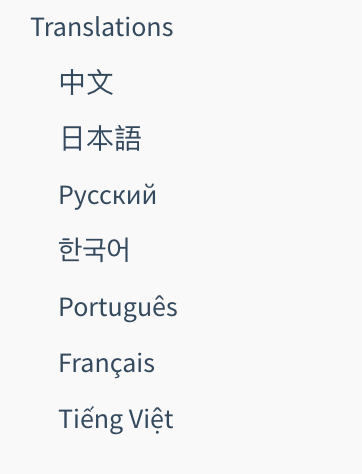 Translations
中文
日本語
Русский
한국어
Português
Français
Tiếng Việt